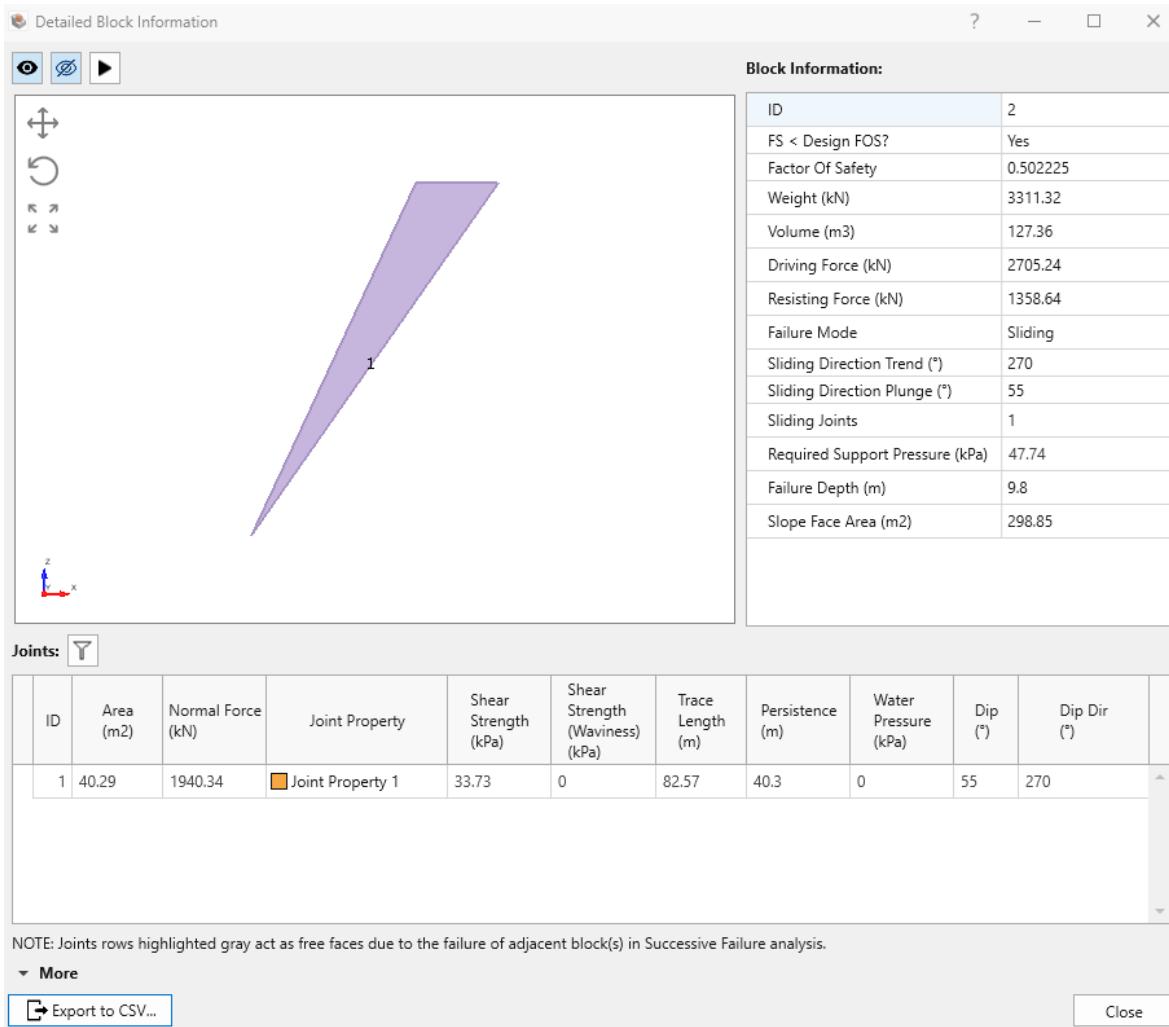 Detailed Block Information
?
Block Information:
ID 2
FS < Design FOS? Yes
Factor Of Safety 0.502225
Weight (kN) 3311.32
Volume (m3) 127.36
Driving Force (kN) 2705.24
Resisting Force (kN) 1358.64
Failure Mode Sliding
Sliding Direction Trend (°) 270
Sliding Direction Plunge (°) 55
Sliding Joints 1
Required Support Pressure (kPa) 47.74
Failure Depth (m) 9.8
Slope Face Area (m2) 298.85
1
Z
Y X
Joints:
ID Area (m2) Normal Force (kN) Joint Property Shear Strength (kPa) Shear Strength (Waviness) (kPa) Trace Length (m) Persistence (m) Water Pressure (kPa) Dip (°) Dip Dir (°)
1 40.29 1940.34 Joint Property 1 33.73 0 82.57 40.3 0 55 270
NOTE: Joints rows highlighted gray act as free faces due to the failure of adjacent block(s) in Successive Failure analysis.
More
Export to CSV...
Close